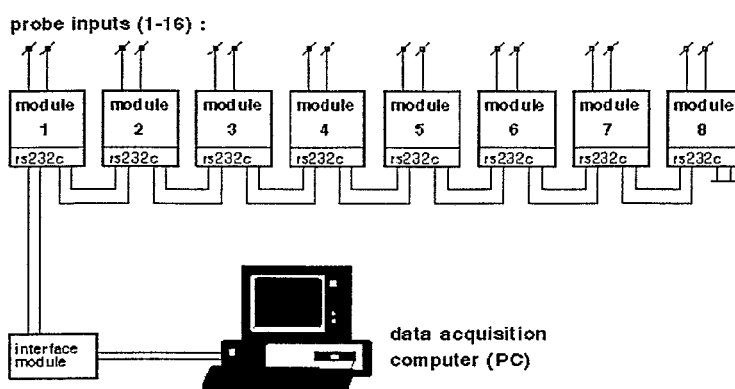 probe inputs (1-16) :
module
1
rs232c
module
2
rs232c
module
3
rs232c
module
4
rs232c
module
5
rs232c
module
6
rs232c
module
7
rs232c
module
8
rs232c
interface
module
data acquisition
computer (PC)